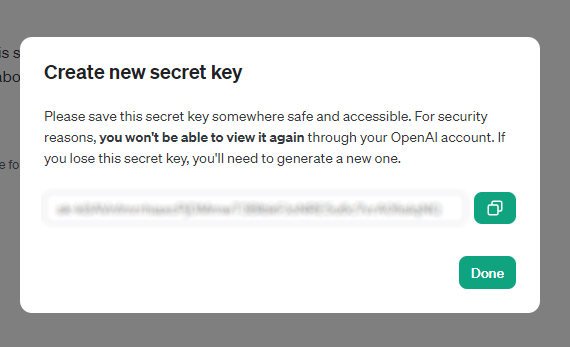 is s
Create new secret key
abo
Please save this secret key somewhere safe and accessible. For security
reasons, you won't be able to view it again through your OpenAI account. If
e fo
you lose this secret key, you'll need to generate a new one.
Done